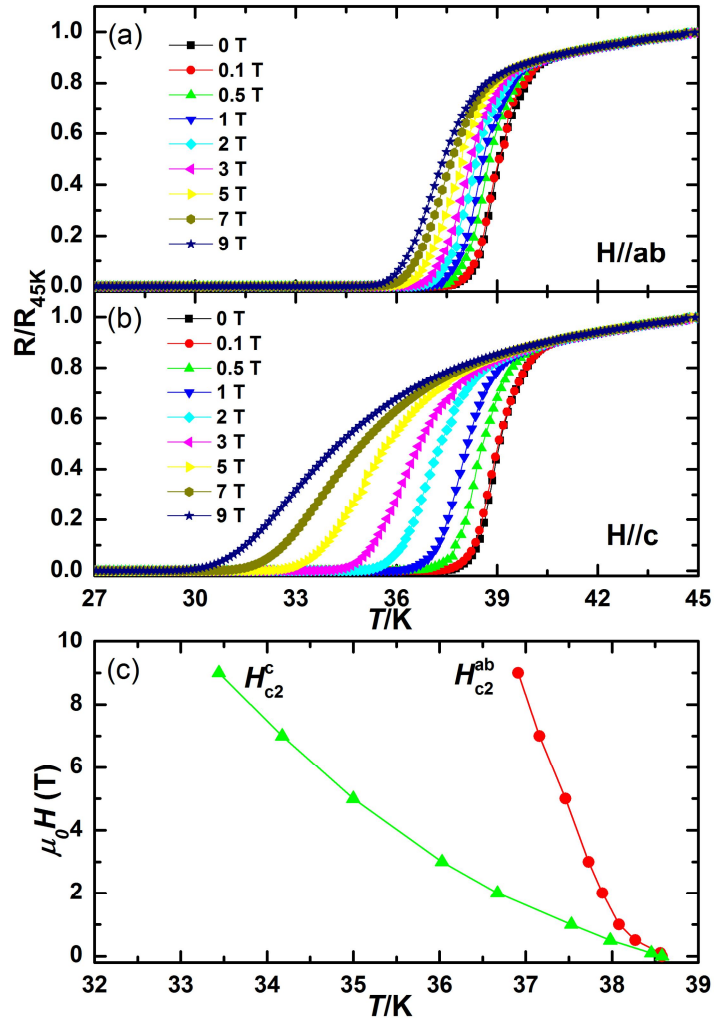 (a)
0 T
0.1 T
0.5 T
1 T
2 T
3 T
5 T
7 T
9 T
H//ab
1.0
0.8
0.6
0.4
0.2
0.0
R/R45K
(b)
0 T
0.1 T
0.5 T
1 T
2 T
3 T
5 T
7 T
9 T
H//c
1.0
0.8
0.6
0.4
0.2
0.0
27 30 33 36 39 42 45
T/K
(c)
H c c2
H ab c2
10
8
6
4
2
0
μ0H (T)
32 33 34 35 36 37 38 39
T/K